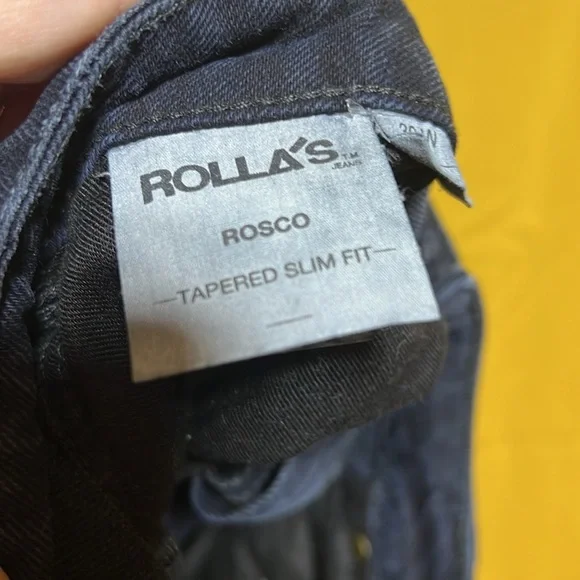 ROLLA'S T.M.
JEANS
ROSCO
—TAPERED SLIM FIT—